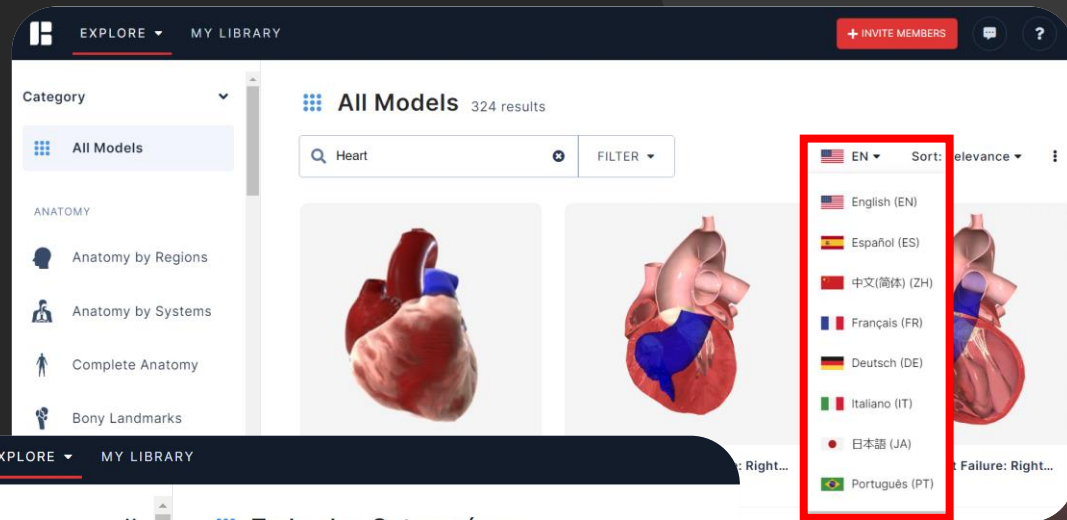 EXPLORE MY LIBRARY
+ INVITE MEMBERS
?
Category
All Models
ANATOMY
Anatomy by Regions
Anatomy by Systems
Complete Anatomy
Bony Landmarks
All Models 324 results
Heart
FILTER
EN
Sort: elevance
English (EN)
Español (ES)
中文(简体) (ZH)
Français (FR)
Deutsch (DE)
Italiano (IT)
日本語 (JA)
Português (PT)
: Right...
t Failure: Right...
XPLORE MY LIBRARY